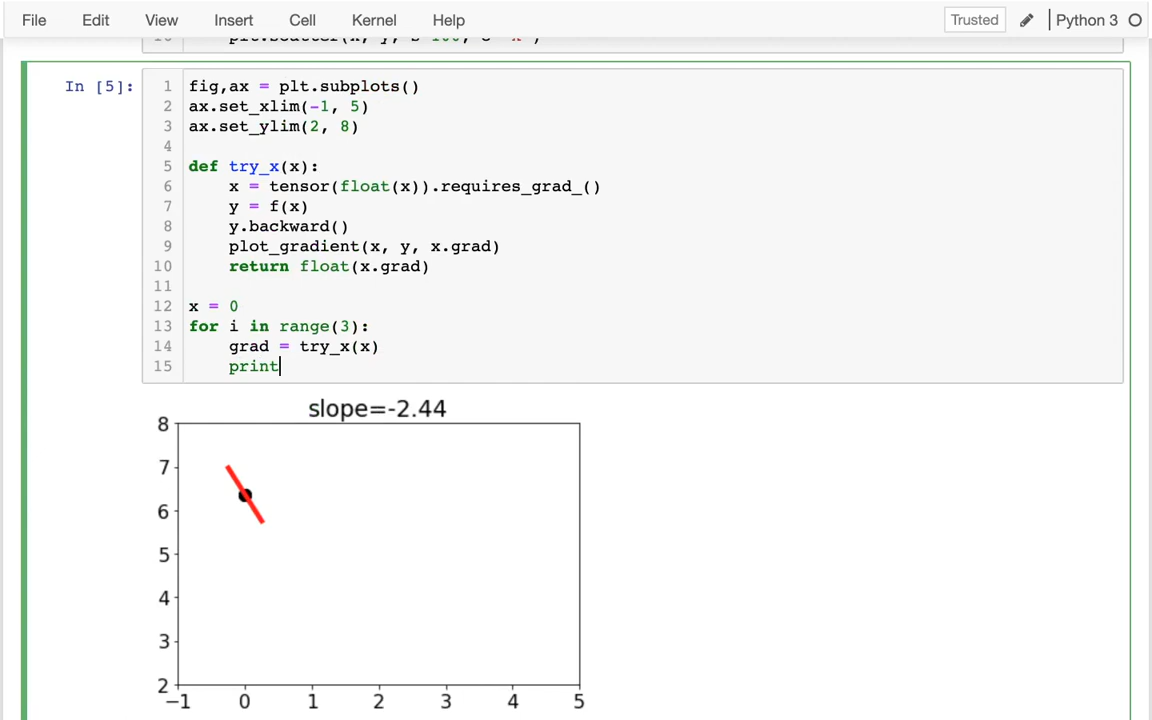 File Edit View Insert Cell Kernel Help Trusted Python 3
In [5]:
1 fig,ax = plt.subplots()
2 ax.set_xlim(-1, 5)
3 ax.set_ylim(2, 8)
4
5 def try_x(x):
6     x = tensor(float(x)).requires_grad_()
7     y = f(x)
8     y.backward()
9     plot_gradient(x, y, x.grad)
10     return float(x.grad)
11
12 x = 0
13 for i in range(3):
14     grad = try_x(x)
15     print
slope=-2.44
8
7
6
5
4
3
2
−1 0 1 2 3 4 5